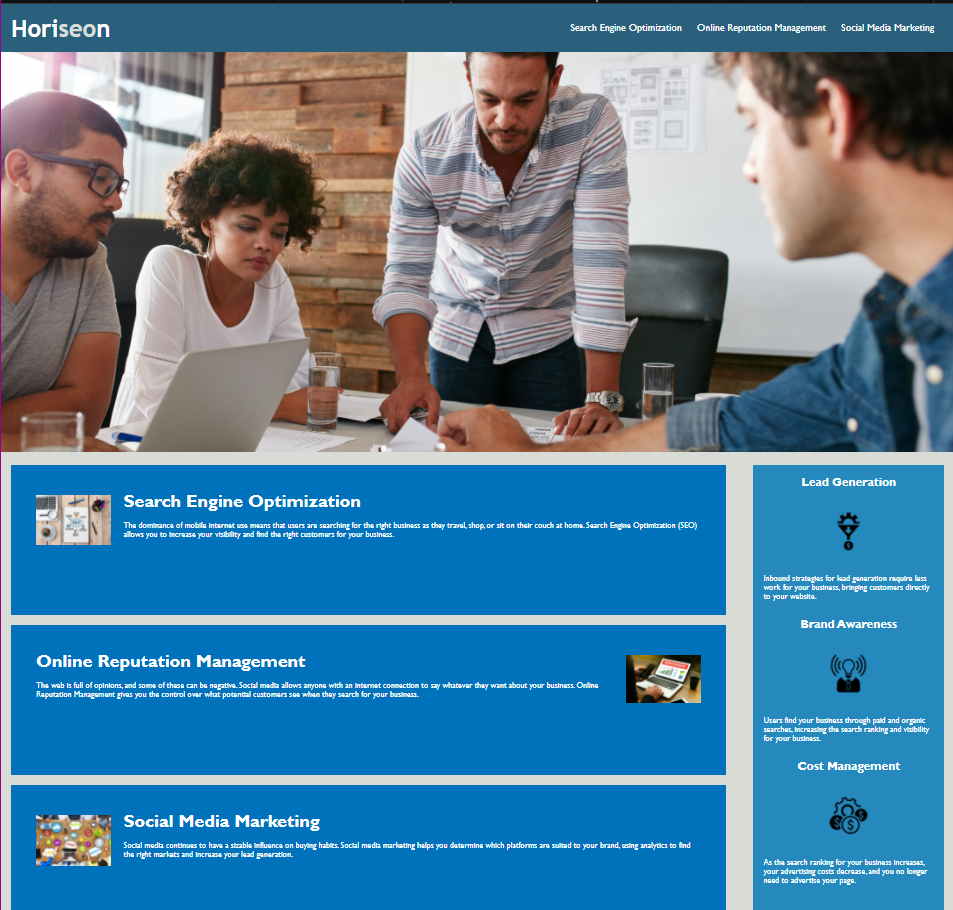 Horiseon
Search Engine Optimization Online Reputation Management Social Media Marketing
Search Engine Optimization
The dominance of mobile internet use means that users are searching for the right business as they travel, shop, or sit on their couch at home. Search Engine Optimization (SEO)
allows you to increase your visibility and find the right customers for your business.
Online Reputation Management
The web is full of opinions, and some of these can be negative. Social media allows anyone with an internet connection to say whatever they want about your business. Online
Reputation Management gives you the control over what potential customers see when they search for your business.
Social Media Marketing
Social media continues to have a sizable influence on buying habits. Social media marketing helps you determine which platforms are suited to your brand, using analytics to find
the right markets and increase your lead generation.
Lead Generation
Inbound strategies for lead generation require less
work for your business, bringing customers directly
to your website.
Brand Awareness
Users find your business through paid and organic
searches, increasing the search ranking and visibility
for your business.
Cost Management
As the search ranking for your business increases,
your advertising costs decrease, and you no longer
need to advertise your page.